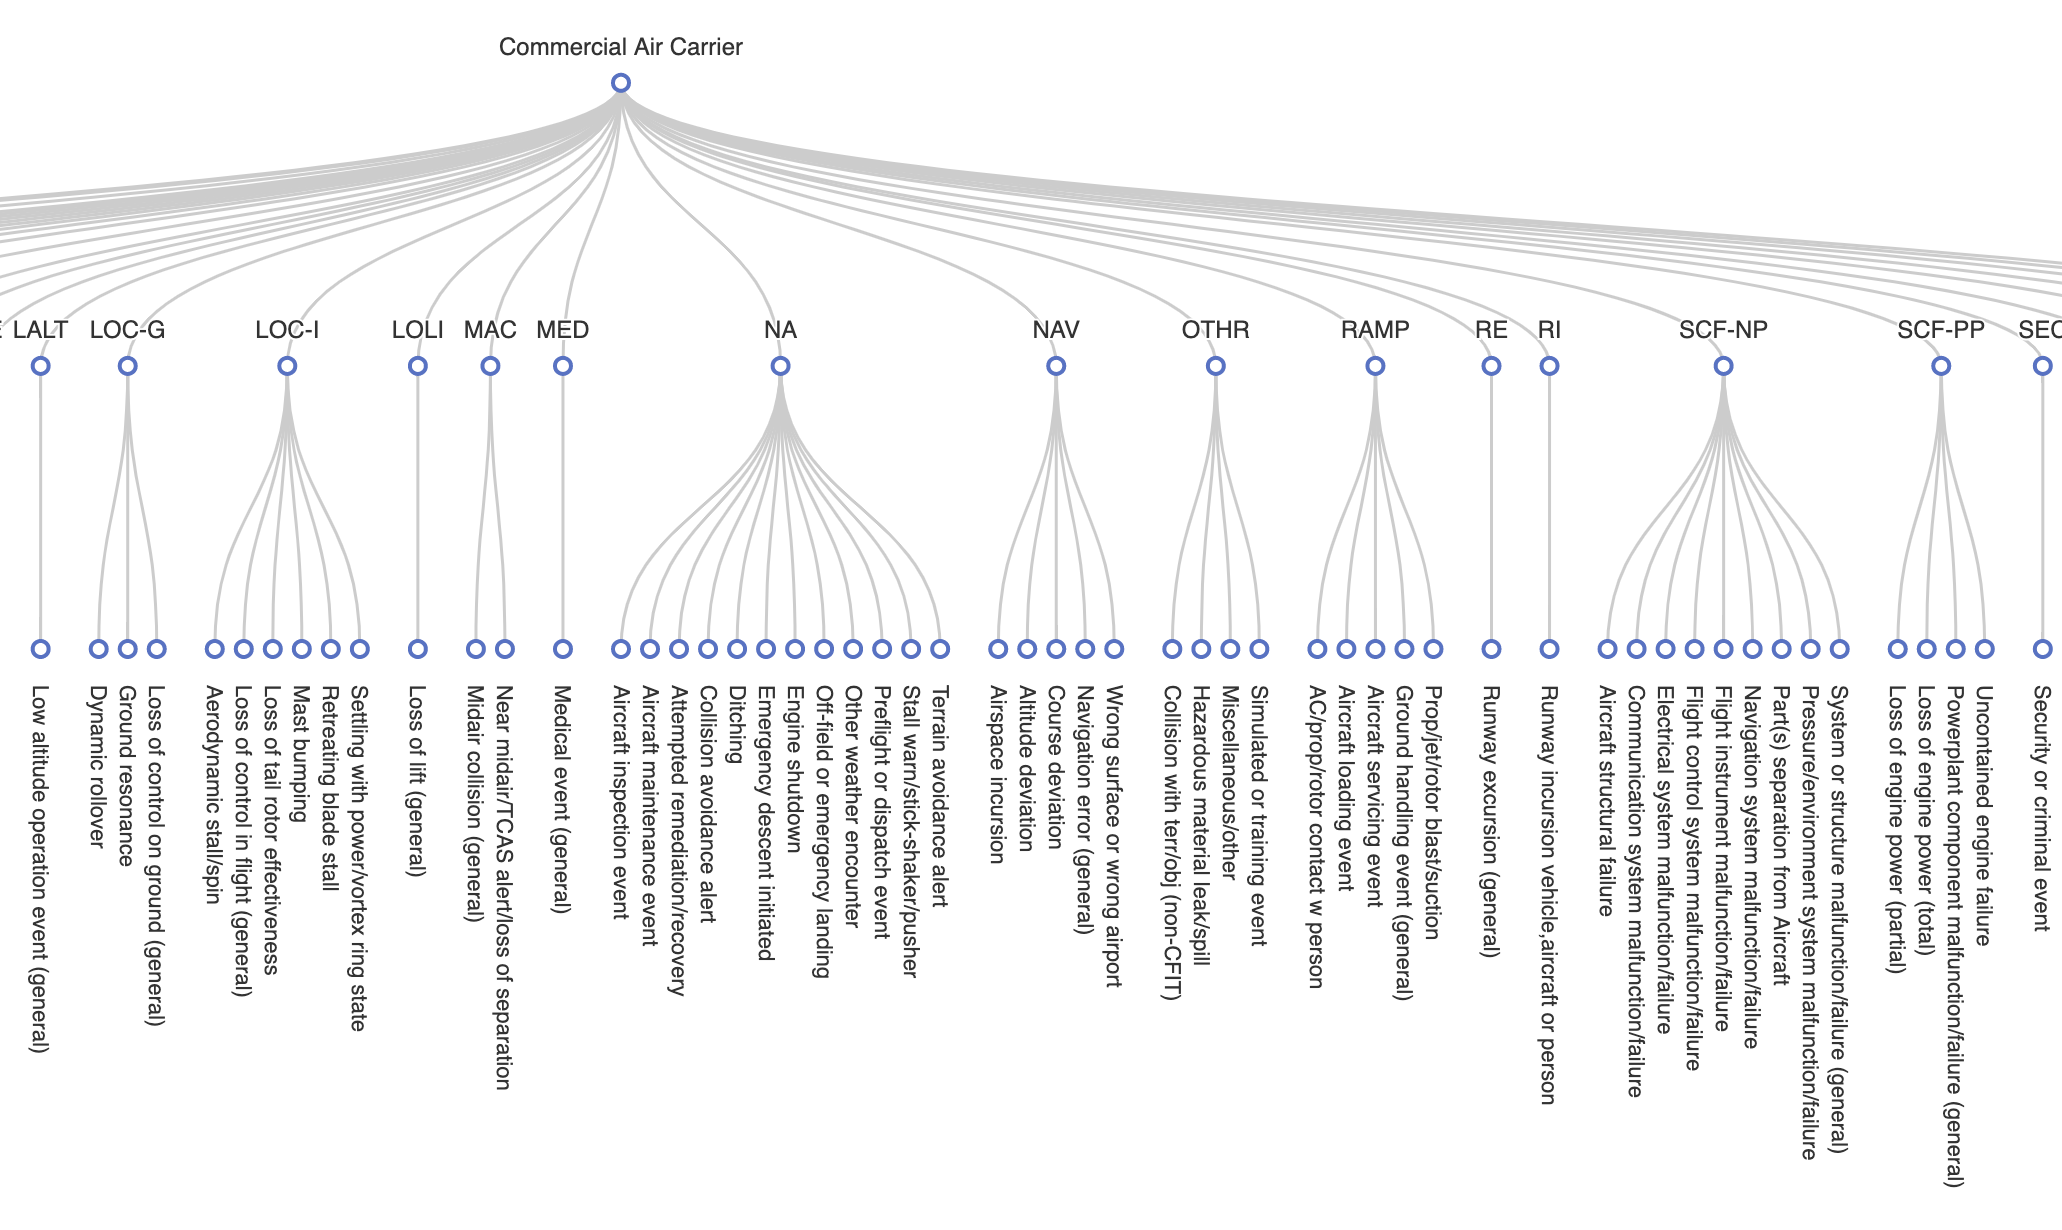 Commercial Air Carrier
E
LALT
LOC-G
LOC-I
LOLI
MAC
MED
NA
NAV
OTHR
RAMP
RE
RI
SCF-NP
SCF-PP
SEC
Low altitude operation event (general)
Dynamic rollover
Ground resonance
Loss of control on ground (general)
Aerodynamic stall/spin
Loss of control in flight (general)
Loss of tail rotor effectiveness
Mast bumping
Retreating blade stall
Settling with power/vortex ring state
Loss of lift (general)
Midair collision (general)
Near midair/TCAS alert/loss of separation
Medical event (general)
Aircraft inspection event
Aircraft maintenance event
Attempted remediation/recovery
Collision avoidance alert
Ditching
Emergency descent initiated
Engine shutdown
Off-field or emergency landing
Other weather encounter
Preflight or dispatch event
Stall warn/stick-shaker/pusher
Terrain avoidance alert
Airspace incursion
Altitude deviation
Course deviation
Navigation error (general)
Wrong surface or wrong airport
Collision with terr/obj (non-CFIT)
Hazardous material leak/spill
Miscellaneous/other
Simulated or training event
AC/prop/rotor contact w person
Aircraft loading event
Aircraft servicing event
Ground handling event (general)
Prop/jet/rotor blast/suction
Runway excursion (general)
Runway incursion vehicle,aircraft or person
Aircraft structural failure
Communication system malfunction/failure
Electrical system malfunction/failure
Flight control system malfunction/failure
Flight instrument malfunction/failure
Navigation system malfunction/failure
Part(s) separation from Aircraft
Pressure/environment system malfunction/failure
System or structure malfunction/failure (general)
Loss of engine power (partial)
Loss of engine power (total)
Powerplant component malfunction/failure (general)
Uncontained engine failure
Security or criminal event